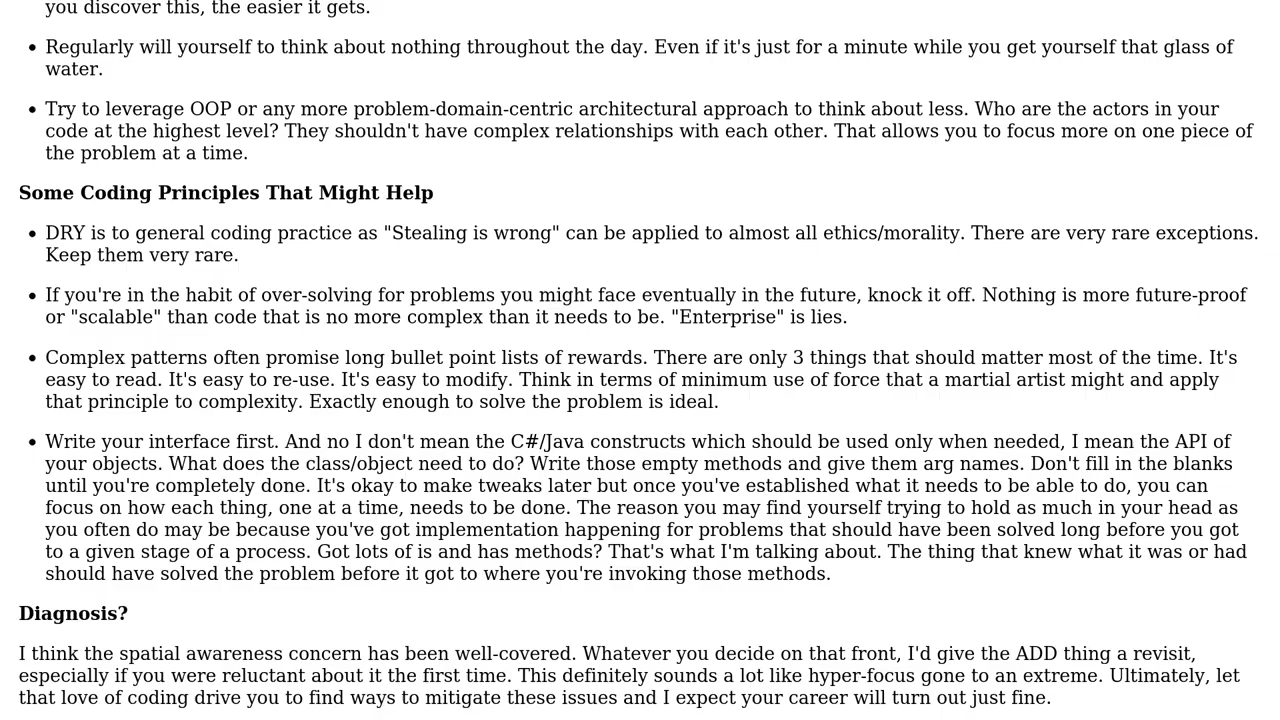 you discover this, the easier it gets.
• Regularly will yourself to think about nothing throughout the day. Even if it's just for a minute while you get yourself that glass of
water.
• Try to leverage OOP or any more problem-domain-centric architectural approach to think about less. Who are the actors in your
code at the highest level? They shouldn't have complex relationships with each other. That allows you to focus more on one piece of
the problem at a time.
Some Coding Principles That Might Help
• DRY is to general coding practice as "Stealing is wrong" can be applied to almost all ethics/morality. There are very rare exceptions.
Keep them very rare.
• If you're in the habit of over-solving for problems you might face eventually in the future, knock it off. Nothing is more future-proof
or "scalable" than code that is no more complex than it needs to be. "Enterprise" is lies.
• Complex patterns often promise long bullet point lists of rewards. There are only 3 things that should matter most of the time. It's
easy to read. It's easy to re-use. It's easy to modify. Think in terms of minimum use of force that a martial artist might and apply
that principle to complexity. Exactly enough to solve the problem is ideal.
• Write your interface first. And no I don't mean the C#/Java constructs which should be used only when needed, I mean the API of
your objects. What does the class/object need to do? Write those empty methods and give them arg names. Don't fill in the blanks
until you're completely done. It's okay to make tweaks later but once you've established what it needs to be able to do, you can
focus on how each thing, one at a time, needs to be done. The reason you may find yourself trying to hold as much in your head as
you often do may be because you've got implementation happening for problems that should have been solved long before you got
to a given stage of a process. Got lots of is and has methods? That's what I'm talking about. The thing that knew what it was or had
should have solved the problem before it got to where you're invoking those methods.
Diagnosis?
I think the spatial awareness concern has been well-covered. Whatever you decide on that front, I'd give the ADD thing a revisit,
especially if you were reluctant about it the first time. This definitely sounds a lot like hyper-focus gone to an extreme. Ultimately, let
that love of coding drive you to find ways to mitigate these issues and I expect your career will turn out just fine.